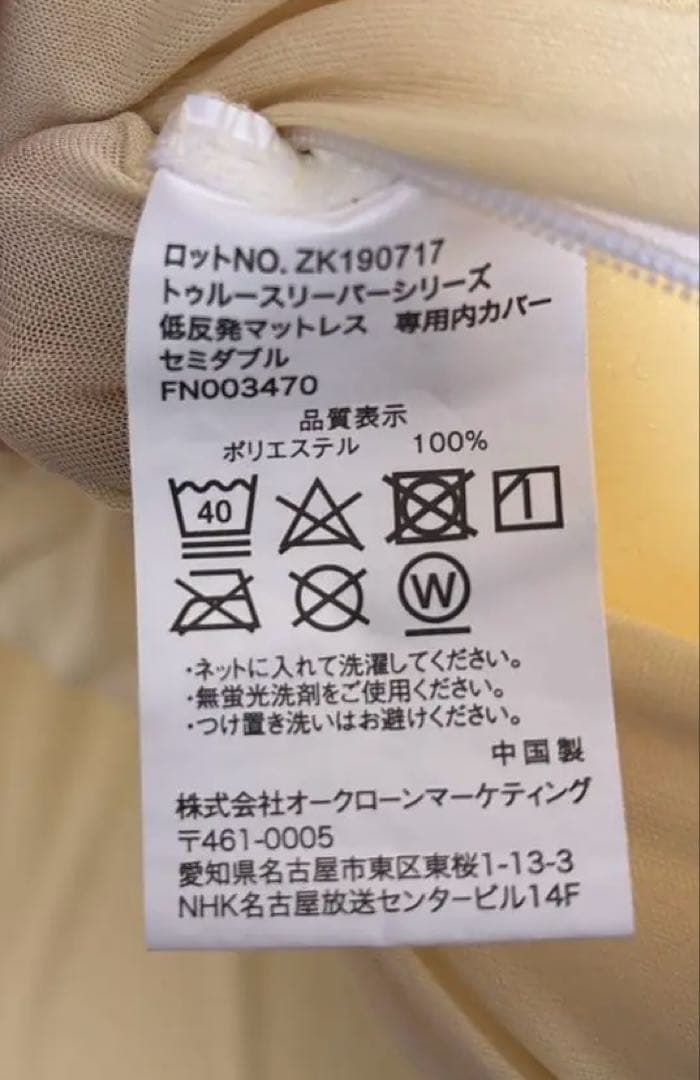 ロットNO. ZK190717
トゥルースリーパーシリーズ
低反発マットレス 専用内カバー
セミダブル
FN003470
品質表示
ポリエステル 100%
40
W
・ネットに入れて洗濯してください。
・無蛍光洗剤をご使用ください。
・つけ置き洗いはお避けください。
中国製
株式会社オークローンマーケティング
〒461-0005
愛知県名古屋市東区東桜1-13-3
NHK名古屋放送センタービル14F